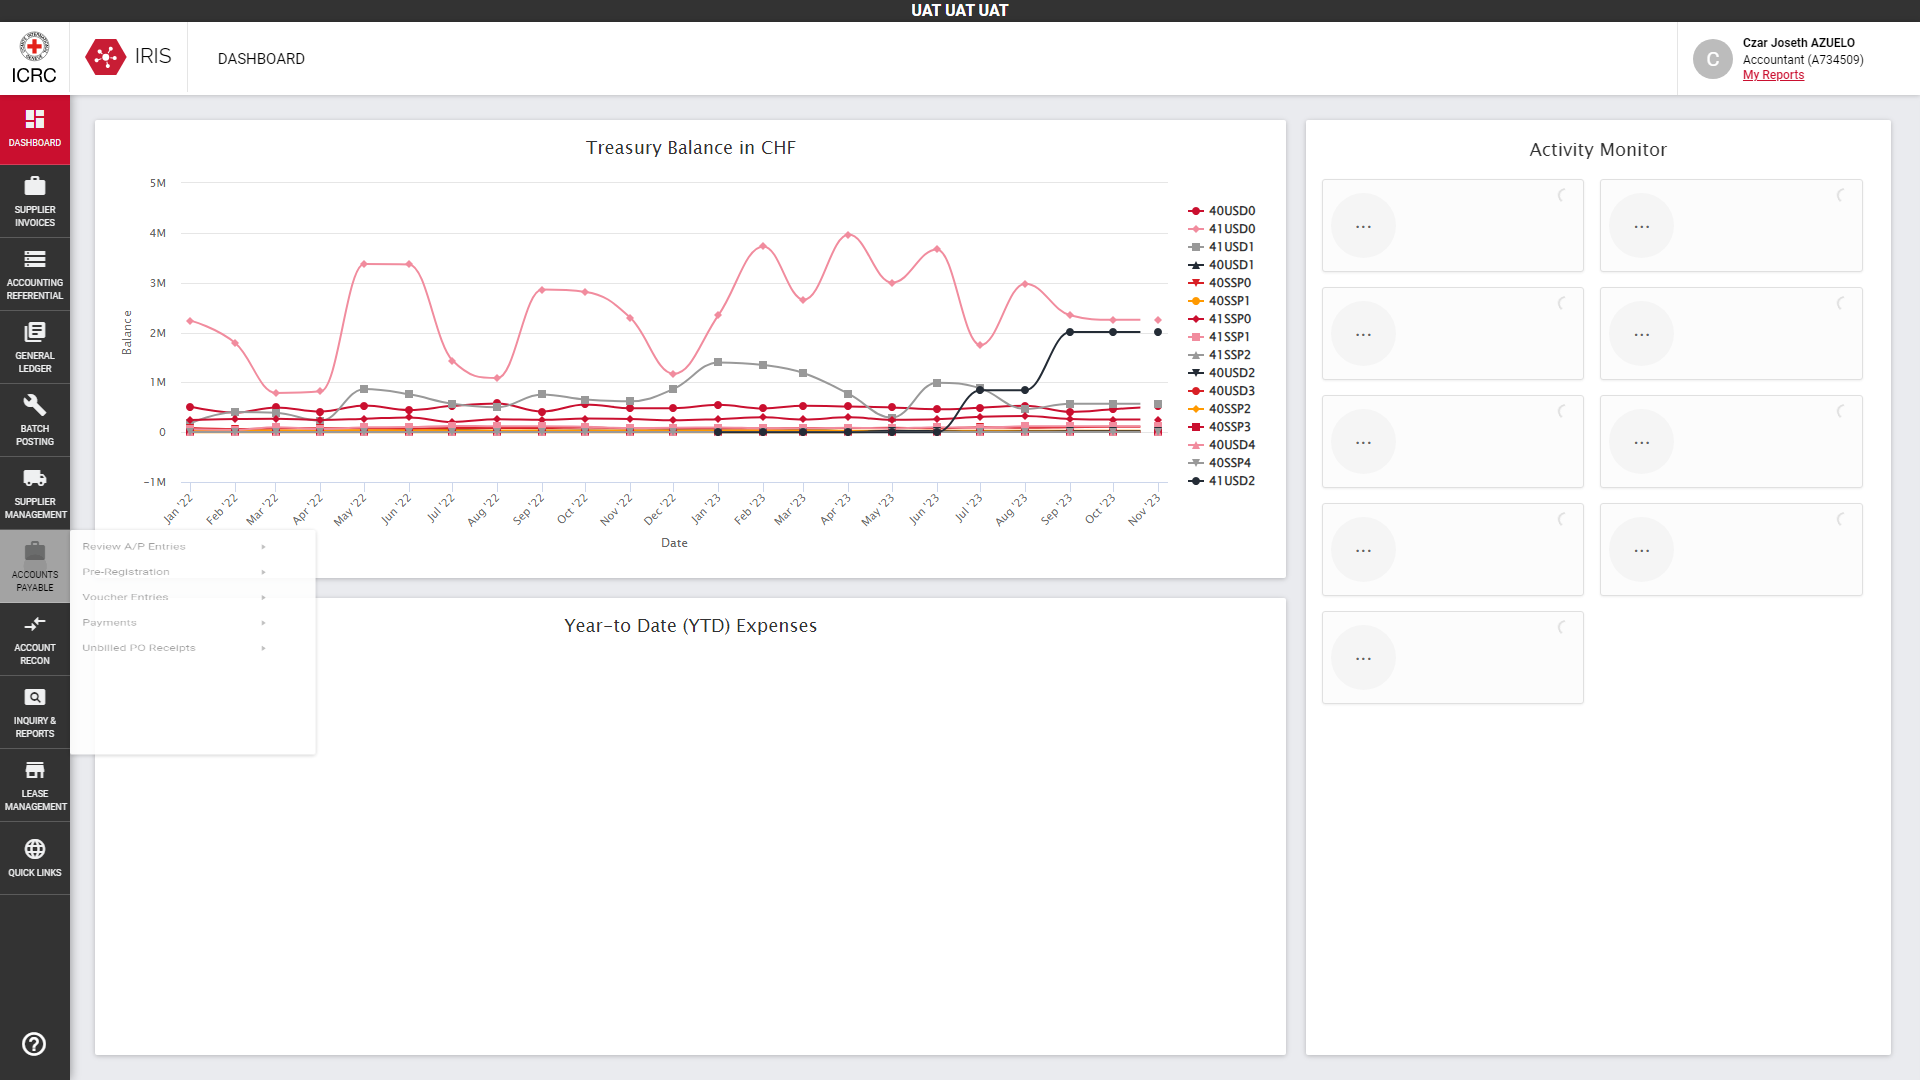 UAT UAT UAT
ICRC
IRIS
DASHBOARD
C
Czar Joseth AZUELO
Accountant (A734509)
My Reports
DASHBOARD
SUPPLIER
INVOICES
ACCOUNTING
REFERENTIAL
GENERAL
LEDGER
BATCH
POSTING
SUPPLIER
MANAGEMENT
ACCOUNTS
PAYABLE
ACCOUNT
RECON
INQUIRY &
REPORTS
LEASE
MANAGEMENT
QUICK LINKS
Review A/P Entries
Pre-Registration
Voucher Entries
Payments
Unbilled PO Receipts
Treasury Balance in CHF
Balance
5M
4M
3M
2M
1M
0
-1M
Jan '22
Feb '22
Mar '22
Apr '22
May '22
Jun '22
Jul '22
Aug '22
Sep '22
Oct '22
Nov '22
Dec '22
Jan '23
Feb '23
Mar '23
Apr '23
May '23
Jun '23
Jul '23
Aug '23
Sep '23
Oct '23
Nov '23
Date
40USD0
41USD0
41USD1
40USD1
40SSP0
40SSP1
41SSP0
41SSP1
41SSP2
40USD2
40USD3
40SSP2
40SSP3
40USD4
40SSP4
41USD2
Year-to Date (YTD) Expenses
Activity Monitor
...
...
...
...
...
...
...
...
...